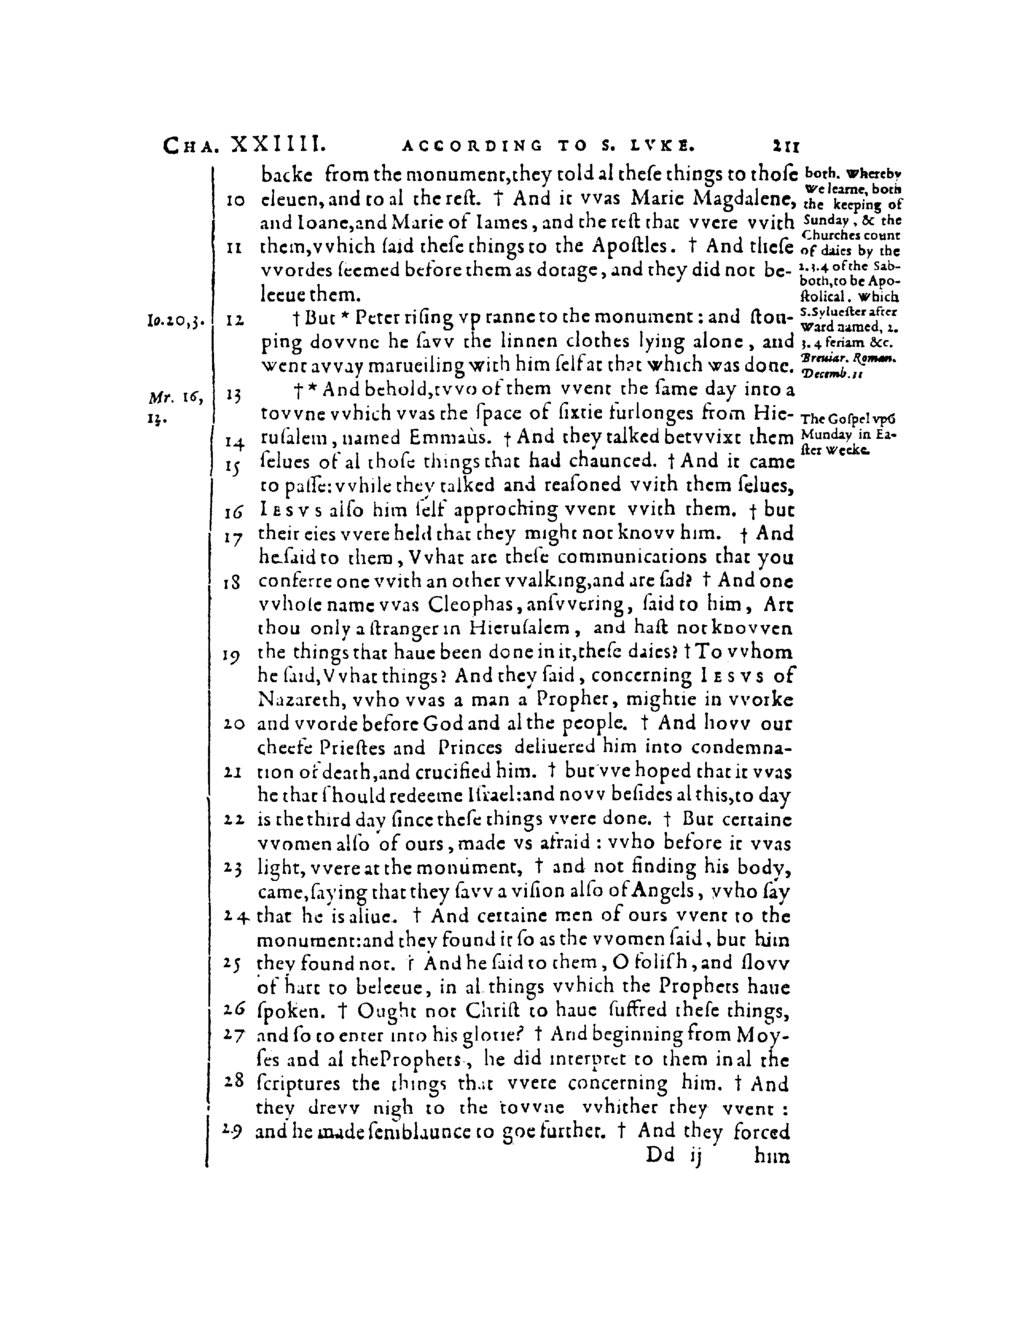 CHA. XXIIII. ACCORDING TO S. LVKE. 211
backe from the monument, they told al theſe things to thoſe
10 eleuen, and to al the reſt. † And it vvas Marie Magdalene,
and Ioane, and Marie of Iames, and the reſt that vvere vvith
11 them, vvhich ſaid theſe things to the Apoſtles. † And theſe
vvordes ſeemed before them as dotage, and they did not be-
leeue them.
Io. 20, 3. 12 † But * Peter riſing vp ranne to the monument : and ſtou-
ping dovvne he ſavv the linnen clothes lying alone, and
went avvay marueiling with him ſelf at that which was done.
Mr. 16, 13 † * And behold, tvvo of them vvent the ſame day into a
12. tovvne vvhich vvas the ſpace of ſixtie furlonges from Hie-
14 ruſalem, named Emmaùs. † And they talked betvvixt them
15 ſelues of al thoſe things that had chaunced. † And it came
to paſſe: vvhile they talked and reaſoned vvith them ſelues,
16 IESVS alſo him ſelf approching vvent vvith them. † but
17 their eies vvere held that they might not knovv him. † And
he ſaid to them, Vvhat are theſe communications that you
18 conferre one vvith an other vvalking, and are ſad? † And one
vvhoſe name vvas Cleophas, anſvvering, ſaid to him, Art
thou only a ſtranger in Hieruſalem, and haſt not knovven
19 the things that haue been done in it, theſe daies? † To vvhom
he ſaid, Vvhat things? And they ſaid, concerning IESVS of
Nazareth, vvho vvas a man a Prophet, mightie in vvorke
20 and vvorde before God and al the people. † And hovv our
cheefe Prieſtes and Princes deliuered him into condemna-
21 tion of death, and crucified him. † but vve hoped that it vvas
he that ſhould redeeme Iſrael: and novv beſides al this, to day
22 is the third day ſince theſe things vvere done. † But certaine
vvomen alſo of ours, made vs afraid : vvho before it vvas
23 light, vvere at the monument, † and not finding his body,
came, ſaying that they ſavv a viſion alſo of Angels, vvho ſay
24 that he is aliue. † And certaine men of ours vvent to the
monument: and they found it ſo as the vvomen ſaid, but him
25 they found not. † And he ſaid to them, O foliſh, and ſlovv
of hart to beleeue, in al things vvhich the Prophets haue
26 ſpoken. † Ought not Chriſt to haue ſuffred theſe things,
27 and ſo to enter into his glorie? † And beginning from Moy-
ſes and al the Prophets, he did interpret to them in al the
28 ſcriptures the things that vvere concerning him. † And
they drevv nigh to the tovvne vvhither they vvent :
29 and he made ſemblaunce to goe further. † And they forced
Dd ij him
both. Whereby
we learne, both
the keeping of
Sunday, & the
Churches count
of daies by the
1.3.4 of the Sab-
both, to be Apo-
ſtolical. which
S. Sylueſter after
ward named, 2.
3. 4 feriam &c.
Breuiar. Roman.
Decemb. 31
The Goſpel vpō
Munday in Ea-
ſter weeke.